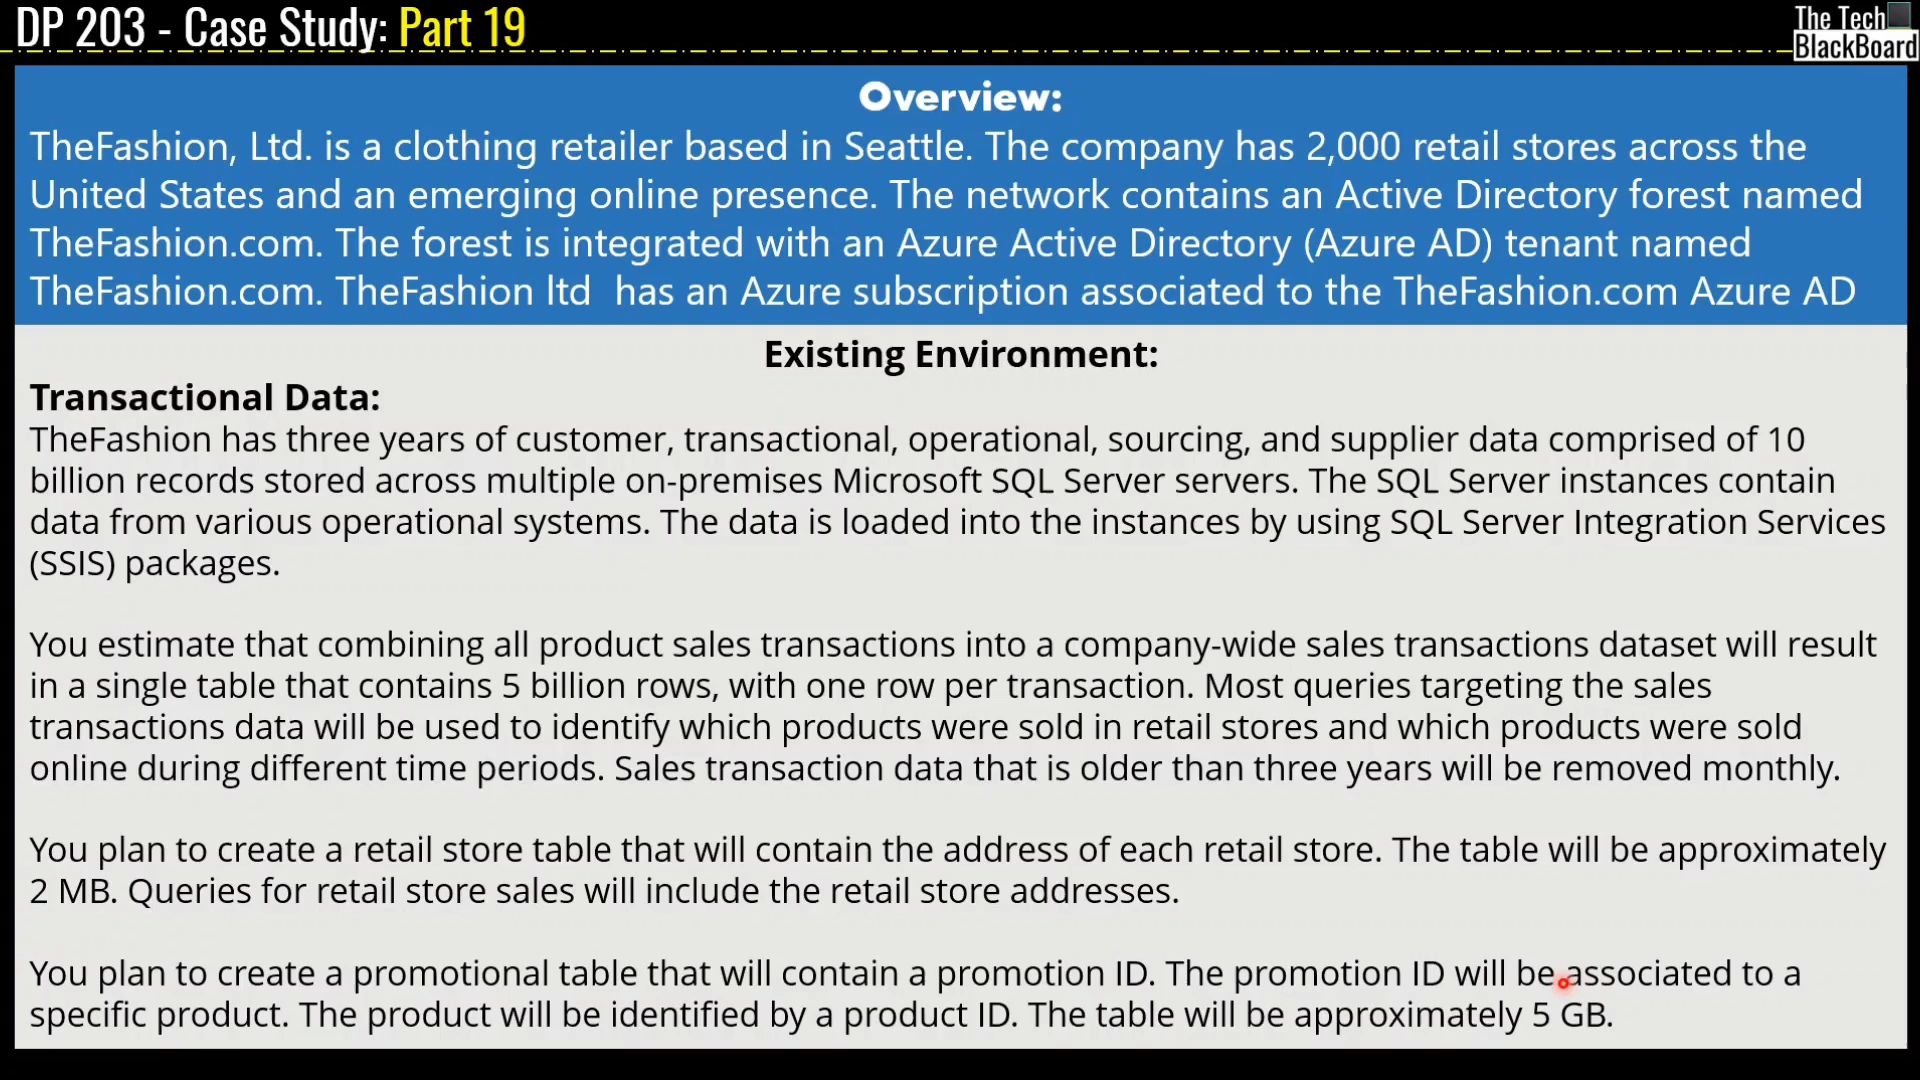 DP 203 - Case Study: Part 19
The Tech
BlackBoard
Overview:
TheFashion, Ltd. is a clothing retailer based in Seattle. The company has 2,000 retail stores across the
United States and an emerging online presence. The network contains an Active Directory forest named
TheFashion.com. The forest is integrated with an Azure Active Directory (Azure AD) tenant named
TheFashion.com. TheFashion ltd  has an Azure subscription associated to the TheFashion.com Azure AD
Existing Environment:
Transactional Data:
TheFashion has three years of customer, transactional, operational, sourcing, and supplier data comprised of 10
billion records stored across multiple on-premises Microsoft SQL Server servers. The SQL Server instances contain
data from various operational systems. The data is loaded into the instances by using SQL Server Integration Services
(SSIS) packages.
You estimate that combining all product sales transactions into a company-wide sales transactions dataset will result
in a single table that contains 5 billion rows, with one row per transaction. Most queries targeting the sales
transactions data will be used to identify which products were sold in retail stores and which products were sold
online during different time periods. Sales transaction data that is older than three years will be removed monthly.
You plan to create a retail store table that will contain the address of each retail store. The table will be approximately
2 MB. Queries for retail store sales will include the retail store addresses.
You plan to create a promotional table that will contain a promotion ID. The promotion ID will be associated to a
specific product. The product will be identified by a product ID. The table will be approximately 5 GB.